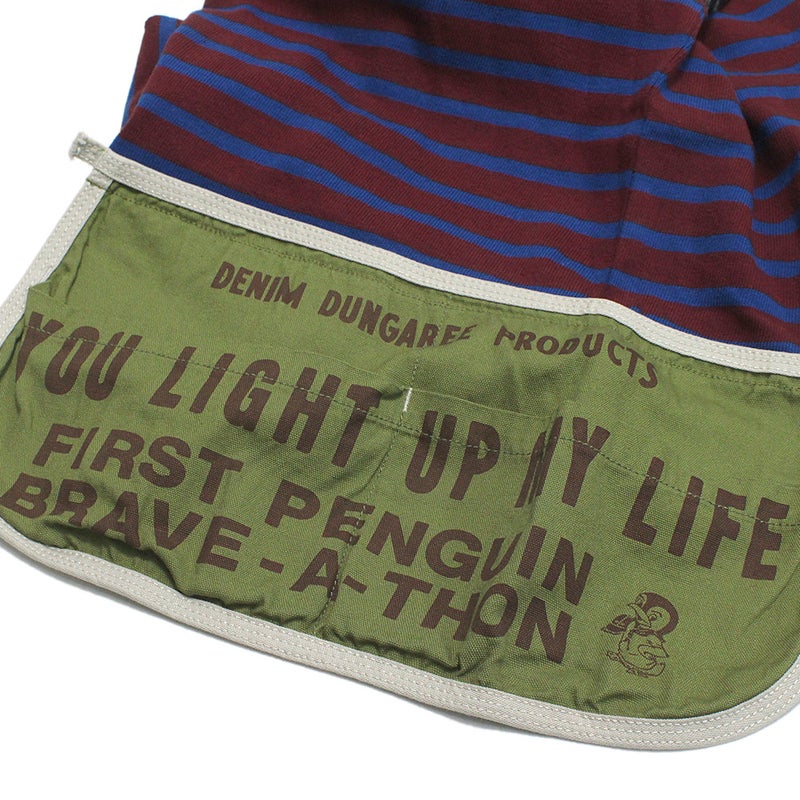 DENIM DUNGAREE PRODUCTS
YOU LIGHT UP MY LIFE
FIRST PENGUIN
BRAVE-A-THON